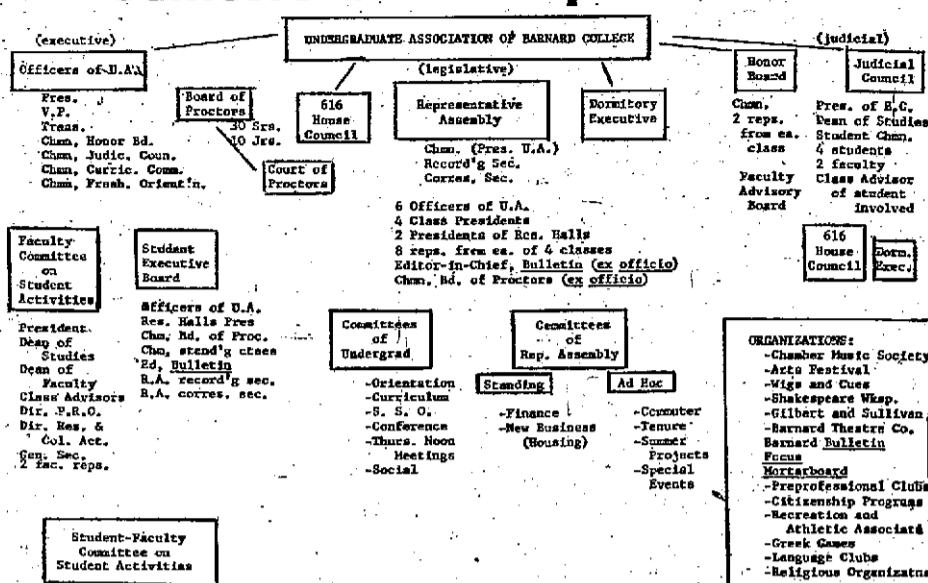 UNDERGRADUATE ASSOCIATION OF BARNARD COLLEGE
(executive)
Officers of U.A.
Pres.
V.P.
Treas.
Chmn, Honor Bd.
Chmn, Judic. Coun.
Chmn, Curric. Comm.
Chmn, Fresh. Orient'n.
Board of
Proctors
30 Srs.
10 Jrs.
Court of
Proctors
616
House
Council
(legislative)
Representative
Assembly
Chmn. (Pres. U.A.)
Record'g Sec.
Corres. Sec.
6 Officers of U.A.
4 Class Presidents
2 Presidents of Res. Halls
8 reps. from ea. of 4 classes
Editor-in-Chief, Bulletin (ex officio)
Chmn. Bd. of Proctors (ex officio)
Dormitory
Executive
(judicial)
Honor
Board
Chmn.
2 reps.
from ea.
class
Faculty
Advisory
Board
Judicial
Council
Pres. of B.C.
Dean of Studies
Student Chmn.
4 students
2 faculty
Class Advisor
of student
involved
616
House
Council
Dorm.
Exec.
Faculty
Committee
on
Student
Activities
President
Dean of
Studies
Dean of
Faculty
Class Advisors
Dir. P.R.O.
Dir. Res. &
Col. Act.
Gen. Sec.
2 fac. reps.
Student
Executive
Board
Officers of U.A.
Res. Halls Pres
Chm. Bd. of Proc.
Chm, stand'g ctees
Ed, Bulletin
R.A. record'g sec.
R.A. corres. sec.
Committees
of
Undergrad
-Orientation
-Curriculum
-S. S. O.
-Conference
-Thurs. Noon
Meetings
-Social
Committees
of
Rep. Assembly
Standing
-Finance
-New Business
(Housing)
Ad Hoc
-Commuter
-Tenure
-Summer
Projects
-Special
Events
ORGANIZATIONS:
-Chamber Music Society
-Arts Festival
-Wigs and Cues
-Shakespeare Wksp.
-Gilbert and Sullivan
-Barnard Theatre Co.
Barnard Bulletin
Focus
Mortarboard
-Preprofessional Clubs
-Citizenship Programs
-Recreation and
Athletic Associat
-Greek Games
-Language Clubs
-Religious Organizatns
Student-Faculty
Committee on
Student Activities